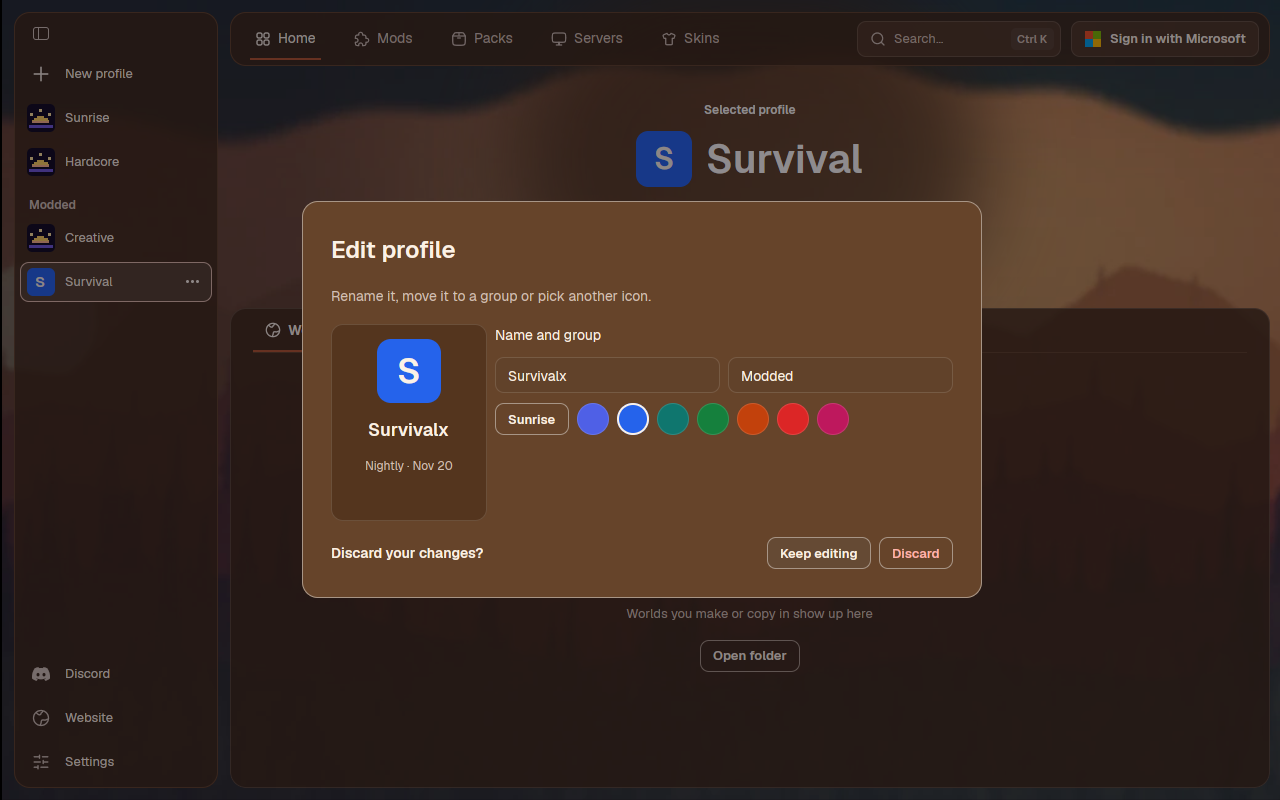 Home
Mods
Packs
Servers
Skins
Search...
Ctrl K
Sign in with Microsoft
New profile
Sunrise
Hardcore
Modded
Creative
S
Survival
Discord
Website
Settings
Selected profile
S
Survival
W
Edit profile
Rename it, move it to a group or pick another icon.
S
Survivalx
Nightly · Nov 20
Name and group
Survivalx
Modded
Sunrise
Discard your changes?
Keep editing
Discard
Worlds you make or copy in show up here
Open folder